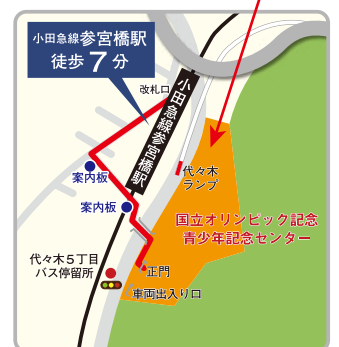 小田急線参宮橋駅
徒歩7分
改札口
小田急線参宮橋駅
案内板
代々木
ランプ
案内板
国立オリンピック記念
青少年記念センター
代々木5丁目
バス停留所
正門
車両出入り口